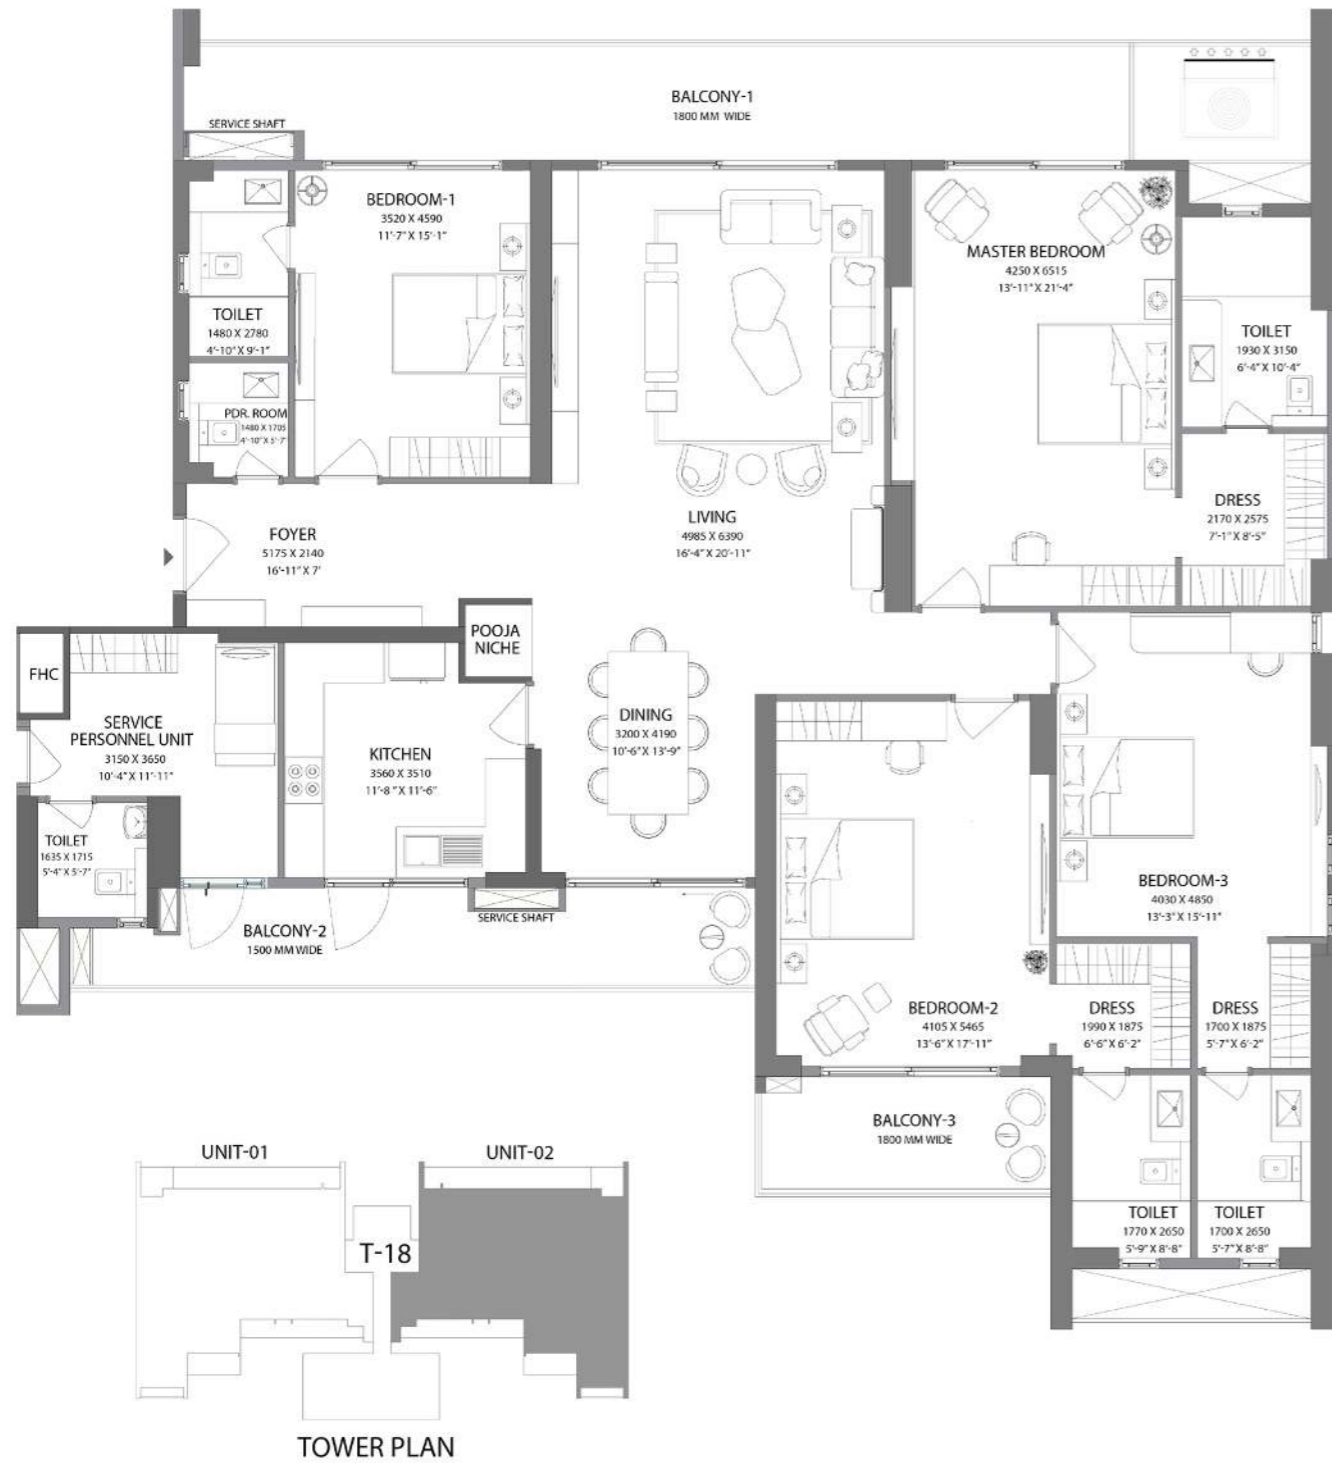 BALCONY-1
1800 MM WIDE
SERVICE SHAFT
BEDROOM-1
3520 X 4590
11'-7" X 15'-1"
MASTER BEDROOM
4250 X 6515
13'-11" X 21'-4"
TOILET
1480 X 2780
4'-10" X 9'-1"
TOILET
1930 X 3150
6'-4" X 10'-4"
PDR. ROOM
1480 X 1705
4'-10" X 5'-7"
DRESS
2170 X 2575
7'-1" X 8'-5"
LIVING
4985 X 6390
16'-4" X 20'-11"
FOYER
5175 X 2140
16'-11" X 7'
POOJA
NICHE
FHC
SERVICE
PERSONNEL UNIT
3150 X 3650
10'-4" X 11'-11"
KITCHEN
3560 X 3510
11'-8 " X 11'-6"
DINING
3200 X 4190
10'-6" X 13'-9"
TOILET
1635 X 1715
5'-4" X 5'-7"
BEDROOM-3
4030 X 4850
13'-3" X 15'-11"
SERVICE SHAFT
BALCONY-2
1500 MM WIDE
BEDROOM-2
4105 X 5465
13'-6" X 17'-11"
DRESS
1990 X 1875
6'-6" X 6'-2"
DRESS
1700 X 1875
5'-7" X 6'-2"
BALCONY-3
1800 MM WIDE
TOILET
1770 X 2650
5'-9" X 8'-8"
TOILET
1700 X 2650
5'-7" X 8'-8"
UNIT-01
UNIT-02
T-18
TOWER PLAN